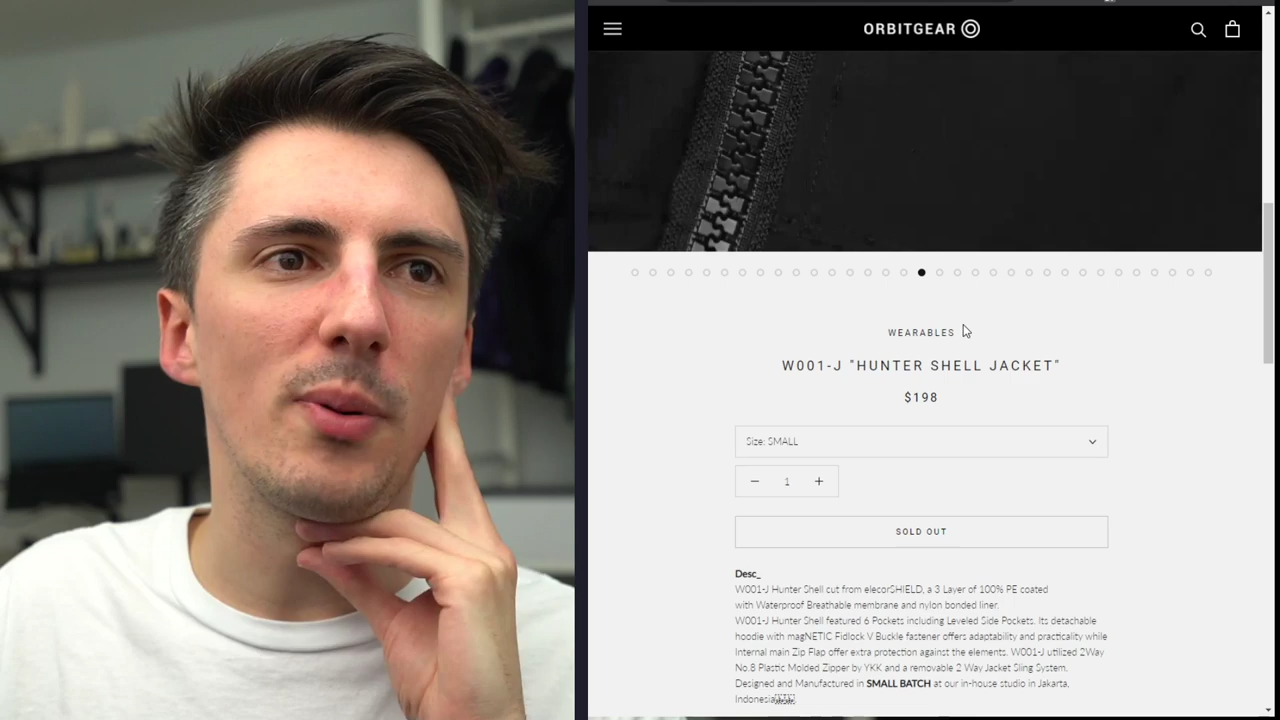 ORBITGEAR
WEARABLES
W001-J "HUNTER SHELL JACKET"
$198
Size: SMALL
1
SOLD OUT
Desc_
W001-J Hunter Shell cut from elecorSHIELD, a 3 Layer of 100% PE coated
with Waterproof Breathable membrane and nylon bonded liner.
W001-J Hunter Shell featured 6 Pockets including Leveled Side Pockets. Its detachable
hoodie with magNETIC Fidlock V Buckle fastener offers adaptability and practicality while
Internal main Zip Flap offer extra protection against the elements. W001-J utilized 2Way
No.8 Plastic Molded Zipper by YKK and a removable 2 Way Jacket Sling System.
Designed and Manufactured in SMALL BATCH at our in-house studio in Jakarta,
Indonesia